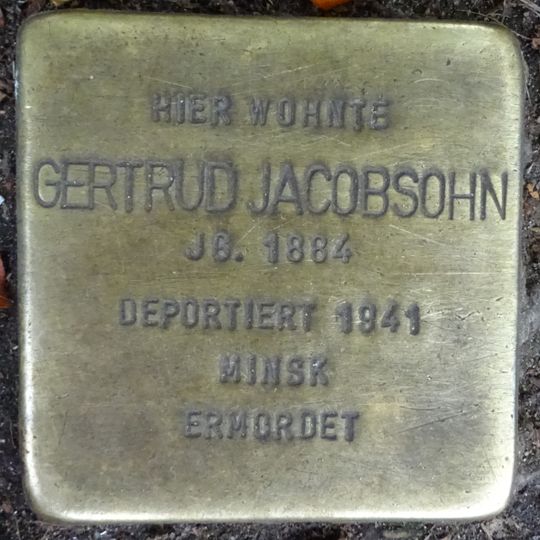 HIER WOHNTE
GERTRUD JACOBSOHN
JG. 1884
DEPORTIERT 1941
MINSK
ERMORDET